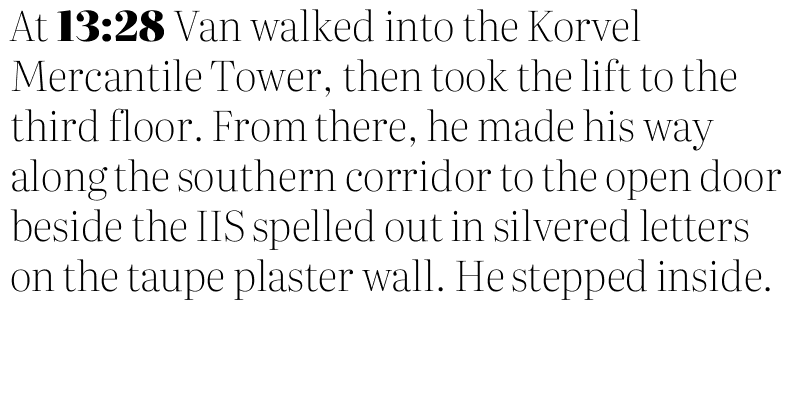 At 13:28 Van walked into the Korvel
Mercantile Tower, then took the lift to the
third floor. From there, he made his way
along the southern corridor to the open door
beside the IIS spelled out in silvered letters
on the taupe plaster wall. He stepped inside.